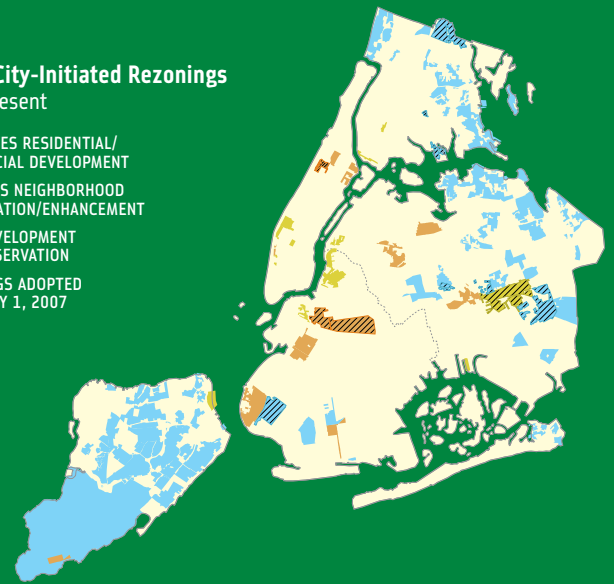 City-Initiated Rezonings
esent
ES RESIDENTIAL/
CIAL DEVELOPMENT
S NEIGHBORHOOD
ATION/ENHANCEMENT
VELOPMENT
SERVATION
GS ADOPTED
Y 1, 2007